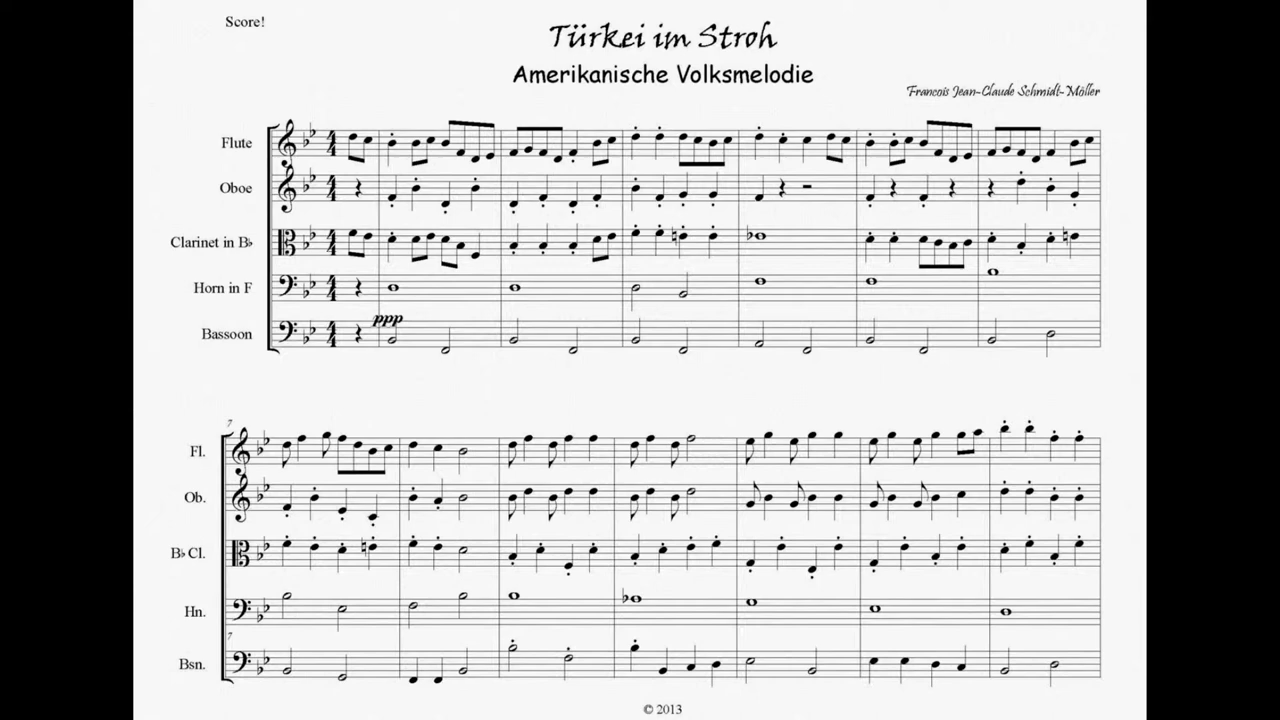 Score!
Türkei im Stroh
Amerikanische Volksmelodie
Francois Jean-Claude Schmidt-Möller
Flute
Oboe
Clarinet in B♭
Horn in F
ppp
Bassoon
7
Fl.
Ob.
B♭ Cl.
Hn.
7
Bsn.
© 2013